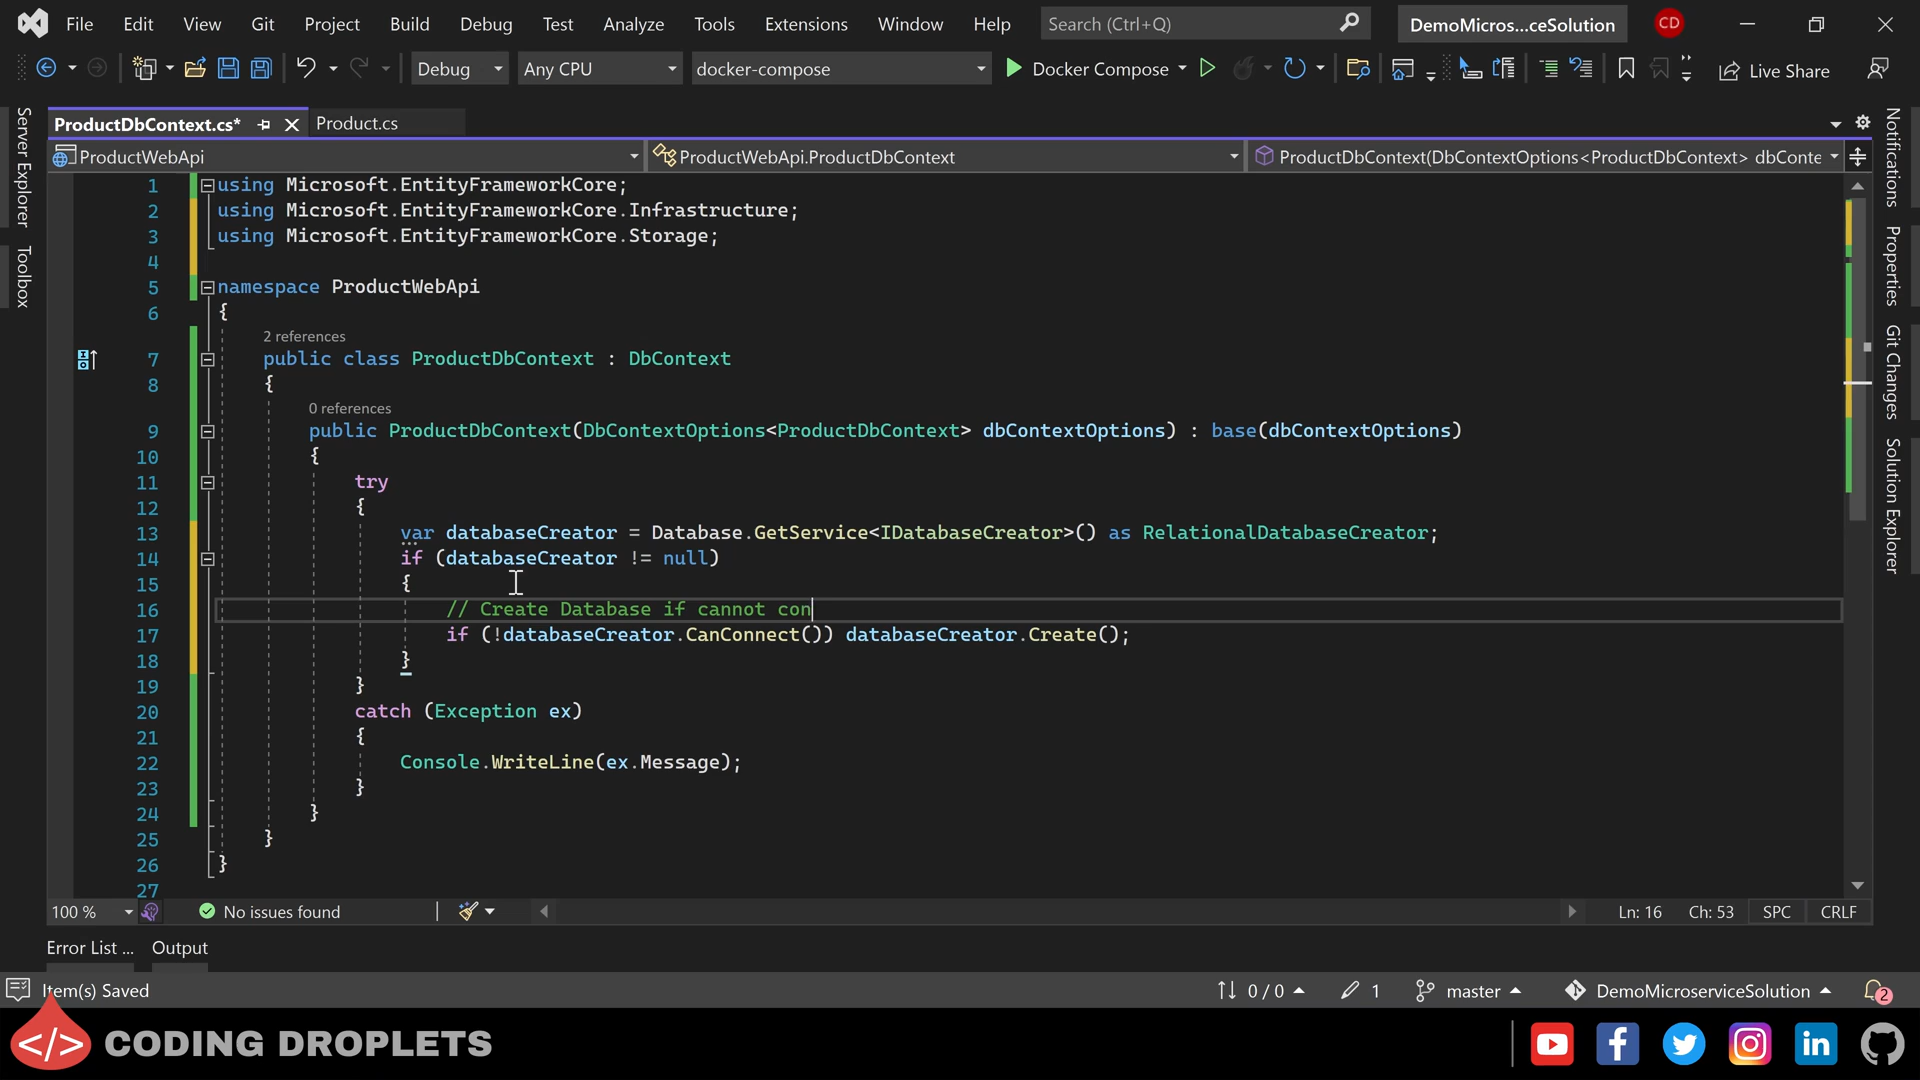 File Edit View Git Project Build Debug Test Analyze Tools Extensions Window Help Search (Ctrl+Q) DemoMicros...ceSolution CD
Debug Any CPU docker-compose Docker Compose Live Share
ProductDbContext.cs* Product.cs
ProductWebApi ProductWebApi.ProductDbContext ProductDbContext(DbContextOptions<ProductDbContext> dbConte
Server Explorer
Toolbox
Notifications
Properties
Git Changes
Solution Explorer
1 using Microsoft.EntityFrameworkCore;
2 using Microsoft.EntityFrameworkCore.Infrastructure;
3 using Microsoft.EntityFrameworkCore.Storage;
4
5 namespace ProductWebApi
6 {
2 references
7 public class ProductDbContext : DbContext
8 {
0 references
9 public ProductDbContext(DbContextOptions<ProductDbContext> dbContextOptions) : base(dbContextOptions)
10 {
11 try
12 {
13 var databaseCreator = Database.GetService<IDatabaseCreator>() as RelationalDatabaseCreator;
14 if (databaseCreator != null)
15 {
16 // Create Database if cannot con
17 if (!databaseCreator.CanConnect()) databaseCreator.Create();
18 }
19 }
20 catch (Exception ex)
21 {
22 Console.WriteLine(ex.Message);
23 }
24 }
25 }
26 }
27
100 % No issues found Ln: 16 Ch: 53 SPC CRLF
Error List ... Output
Item(s) Saved 0 / 0 1 master DemoMicroserviceSolution 2
</> CODING DROPLETS